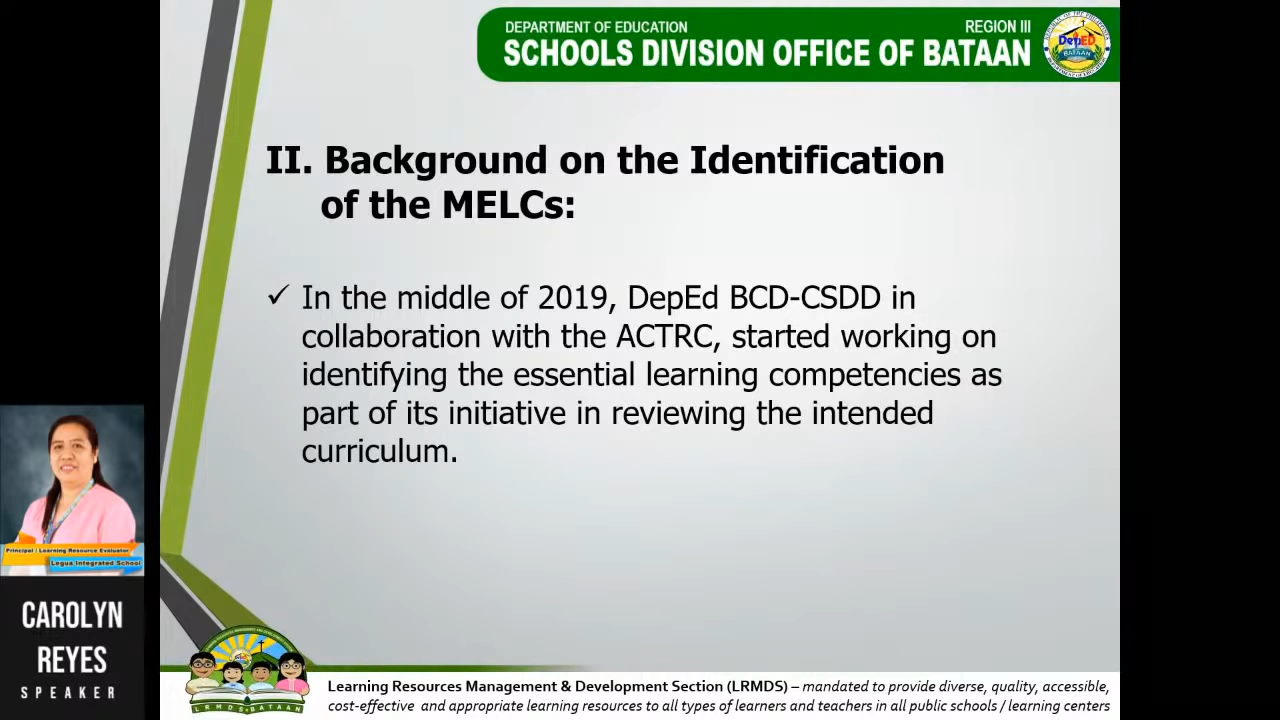 DEPARTMENT OF EDUCATION
REGION III
SCHOOLS DIVISION OFFICE OF BATAAN
DepED
BATAAN
II. Background on the Identification
of the MELCs:
✓ In the middle of 2019, DepEd BCD-CSDD in
collaboration with the ACTRC, started working on
identifying the essential learning competencies as
part of its initiative in reviewing the intended
curriculum.
Principal / Learning Resource Evaluator
Legua Integrated School
CAROLYN
REYES
SPEAKER
LRMDS BATAAN
Learning Resources Management & Development Section (LRMDS) – mandated to provide diverse, quality, accessible,
cost-effective and appropriate learning resources to all types of learners and teachers in all public schools / learning centers